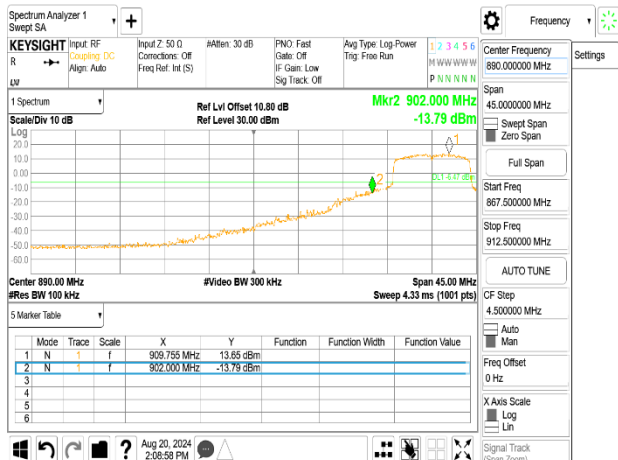 Spectrum Analyzer 1
Swept SA
Frequency
KEYSIGHT
R
Input: RF
Coupling: DC
Align: Auto
Input Z: 50 Ω
Corrections: Off
Freq Ref: Int (S)
#Atten: 30 dB
PNO: Fast
Gate: Off
IF Gain: Low
Sig Track: Off
Avg Type: Log-Power
Trig: Free Run
1 2 3 4 5 6
M W W W W W
P N N N N N
Center Frequency
890.000000 MHz
Settings
Span
45.0000000 MHz
Swept Span
Zero Span
Full Span
Start Freq
867.500000 MHz
Stop Freq
912.500000 MHz
AUTO TUNE
CF Step
4.500000 MHz
Auto
Man
Freq Offset
0 Hz
X Axis Scale
Log
Lin
Signal Track
(Span Zoom)
1 Spectrum
Scale/Div 10 dB
Ref Lvl Offset 10.80 dB
Ref Level 30.00 dBm
Mkr2 902.000 MHz
-13.79 dBm
Log
20.0
10.0
0.00
-10.0
-20.0
-30.0
-40.0
-50.0
-60.0
1
2
DL1 -6.47 dBm
Center 890.00 MHz
#Video BW 300 kHz
Span 45.00 MHz
#Res BW 100 kHz
Sweep 4.33 ms (1001 pts)
5 Marker Table
Mode Trace Scale X Y Function Function Width Function Value
1 N 1 f 909.755 MHz 13.65 dBm
2 N 1 f 902.000 MHz -13.79 dBm
3
4
5
6
Aug 20, 2024
2:08:58 PM